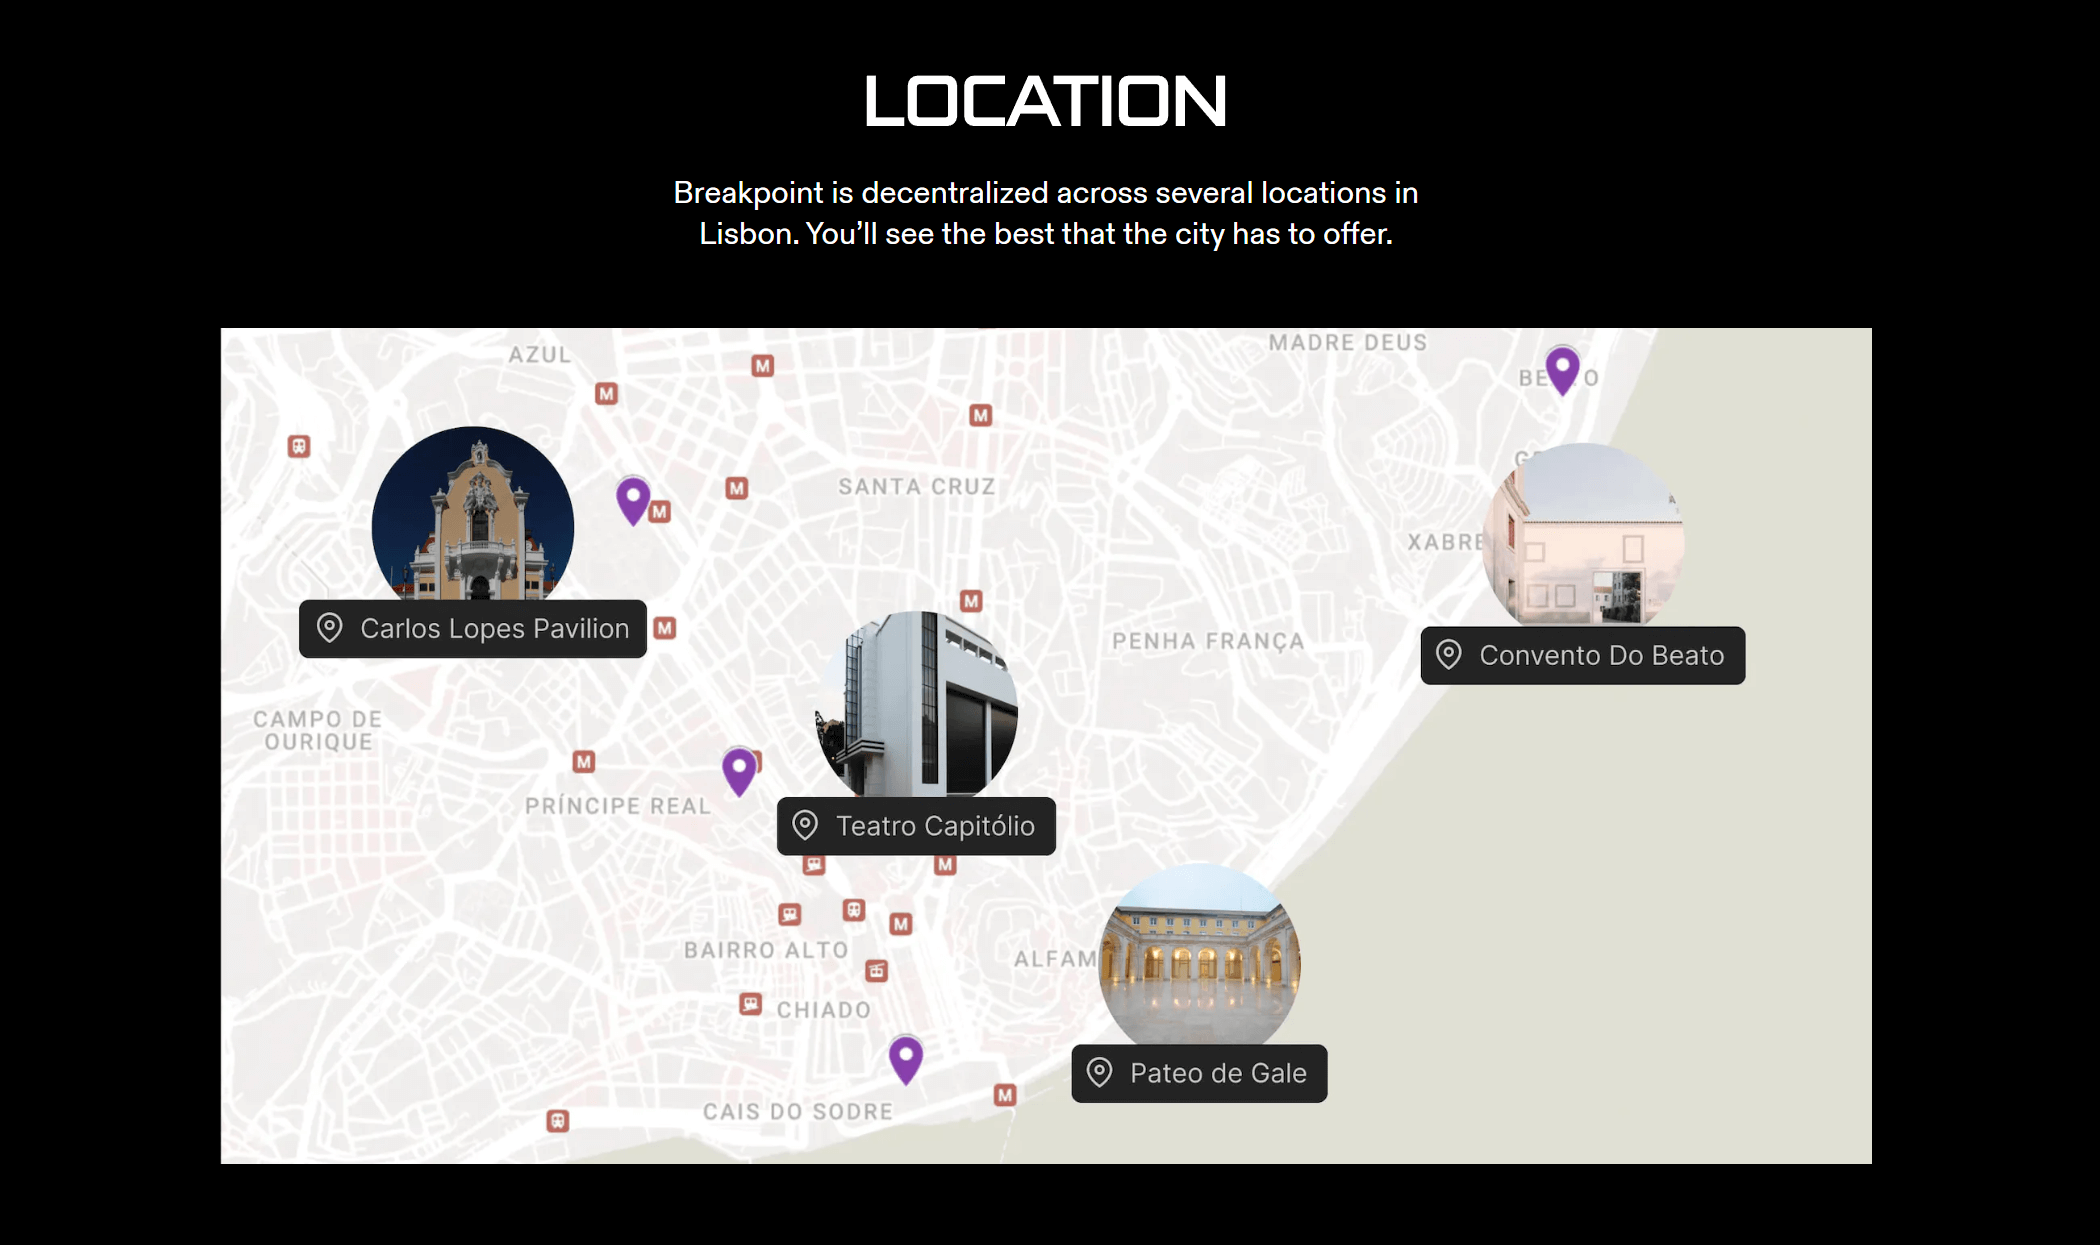 LOCATION
Breakpoint is decentralized across several locations in
Lisbon. You’ll see the best that the city has to offer.
MADRE DEUS
AZUL
M
M
M
SANTA CRUZ
M
M
XABRE
M
Carlos Lopes Pavilion
M
PENHA FRANÇA
Convento Do Beato
CAMPO DE
OURIQUE
M
PRÍNCIPE REAL
Teatro Capitólio
M
M
BAIRRO ALTO
ALFAM
CHIADO
Pateo de Gale
M
CAIS DO SODRE